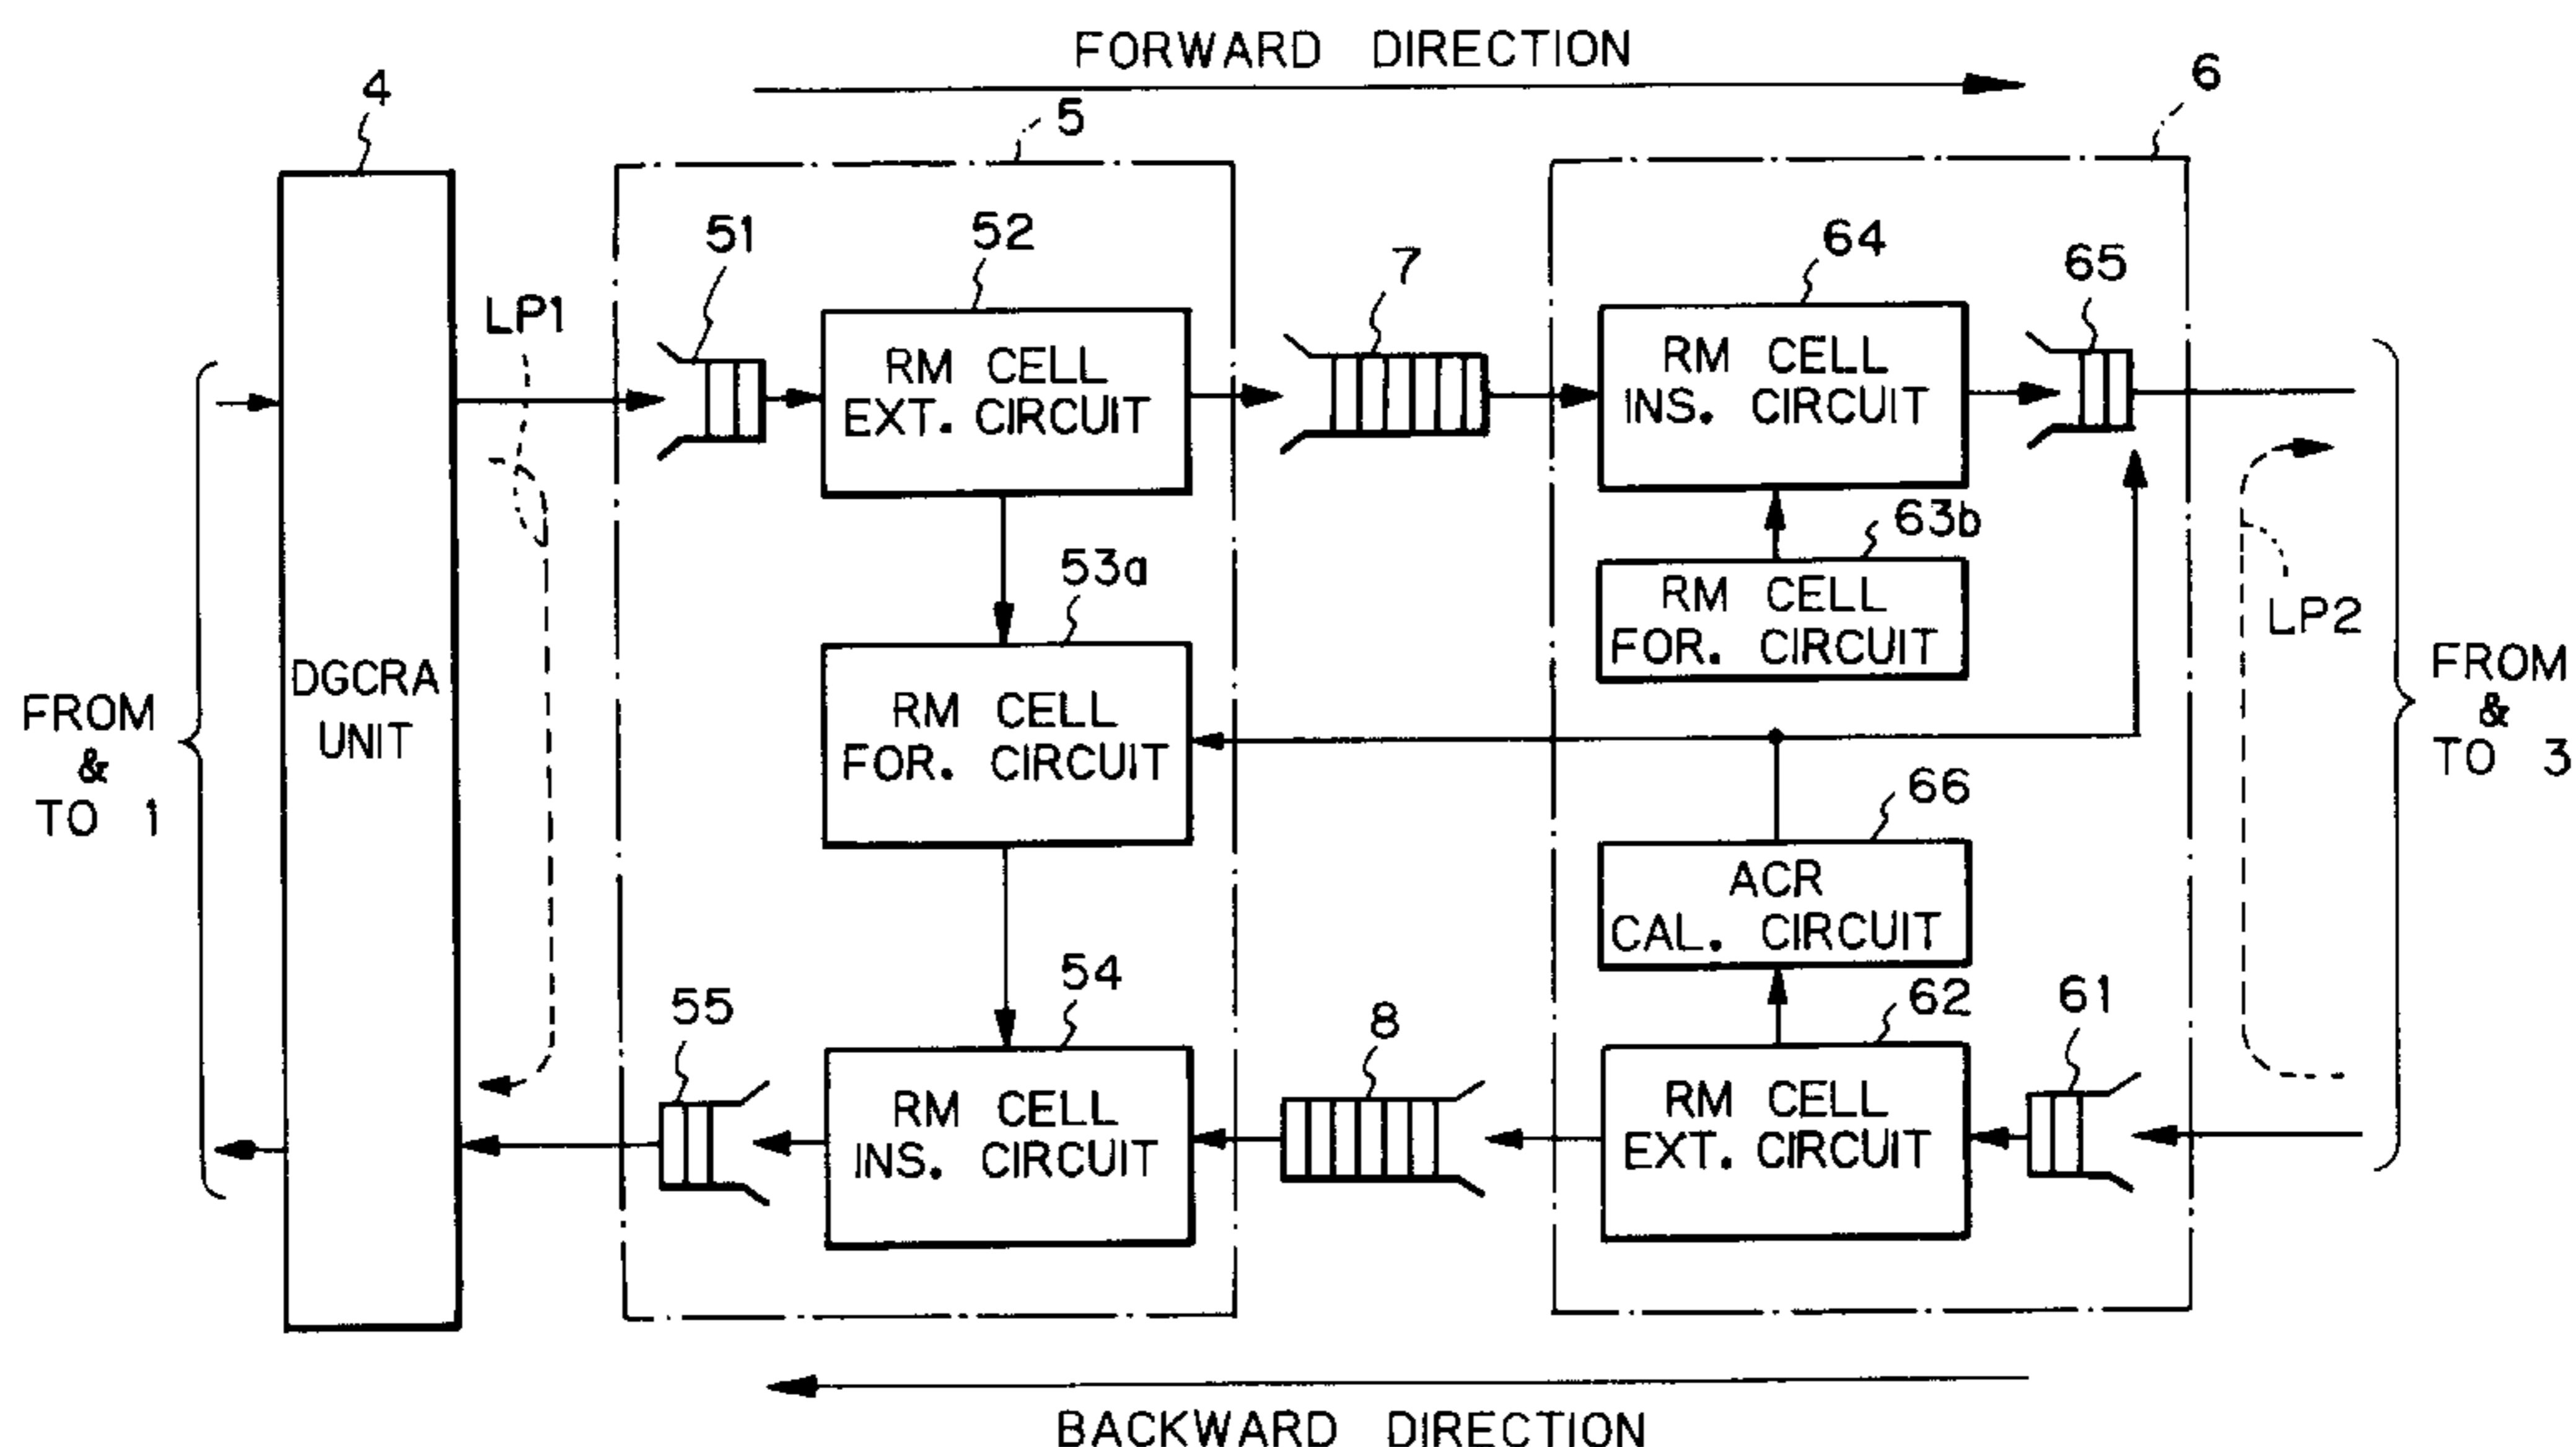 FORWARD DIRECTION
4
5
6
51
52
7
64
65
LP1
RM CELL
EXT. CIRCUIT
RM CELL
INS. CIRCUIT
53a
63b
RM CELL
FOR. CIRCUIT
LP2
DGCRA
UNIT
RM CELL
FOR. CIRCUIT
FROM
&
TO 1
FROM
&
TO 3
66
ACR
CAL. CIRCUIT
55
54
8
62
61
RM CELL
INS. CIRCUIT
RM CELL
EXT. CIRCUIT
BACKWARD DIRECTION